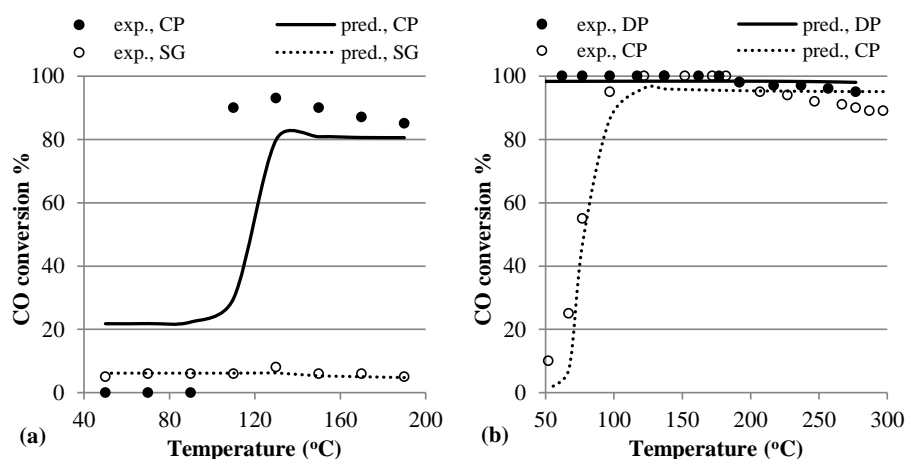 exp., CP pred., CP
exp., SG pred., SG
CO conversion %
100
80
60
40
20
0
40 80 120 160 200
(a)
Temperature (°C)
exp., DP pred., DP
exp., CP pred., CP
CO conversion %
100
80
60
40
20
0
50 100 150 200 250 300
(b)
Temperature (°C)